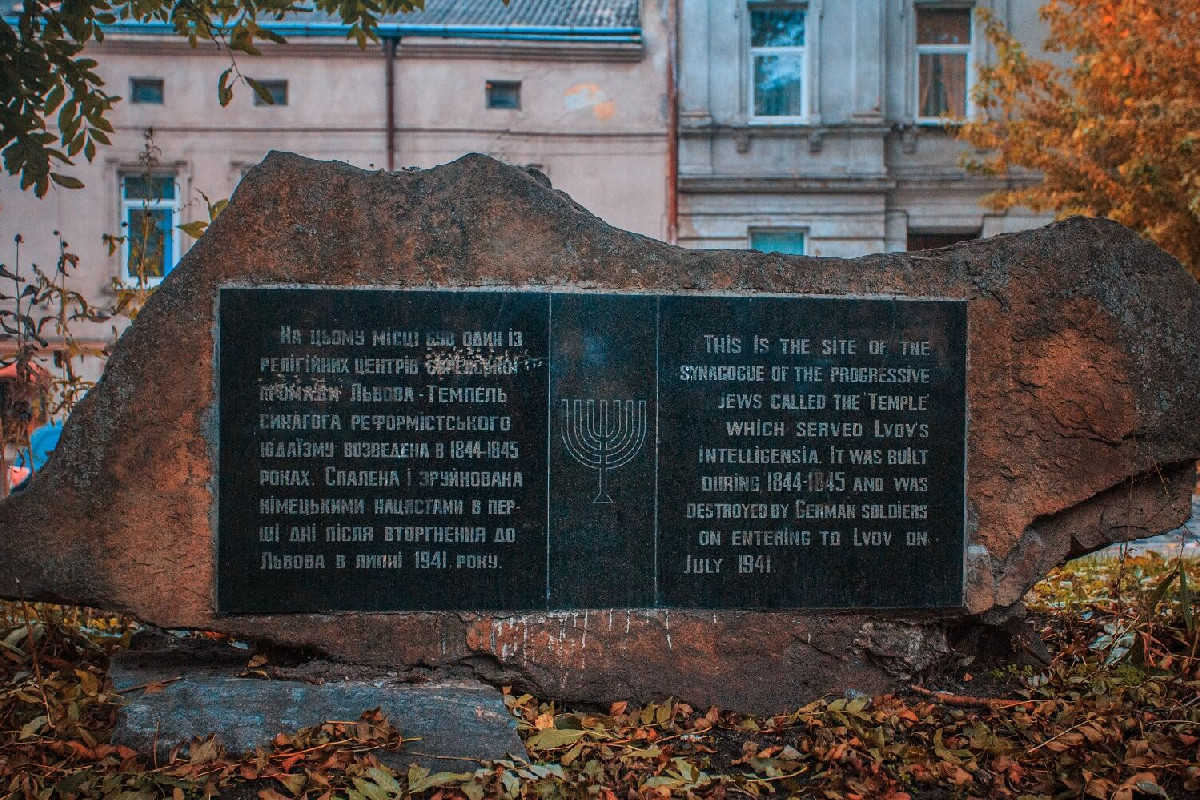 На цьому місці був один із
релігійних центрів єврейської
громади Львова-Темпель
синагога реформістського
юдаїзму возведена в 1844-1845
роках. Спалена і зруйнована
німецькими нацистами в пер-
ші дні після вторгнення до
Львова в липні 1941 року.
This is the site of the
synagogue of the progressive
Jews called the 'Temple'
which served Lvov's
intelligensia. It was built
during 1844-1845 and was
destroyed by German soldiers
on entering to Lvov on
July 1941.